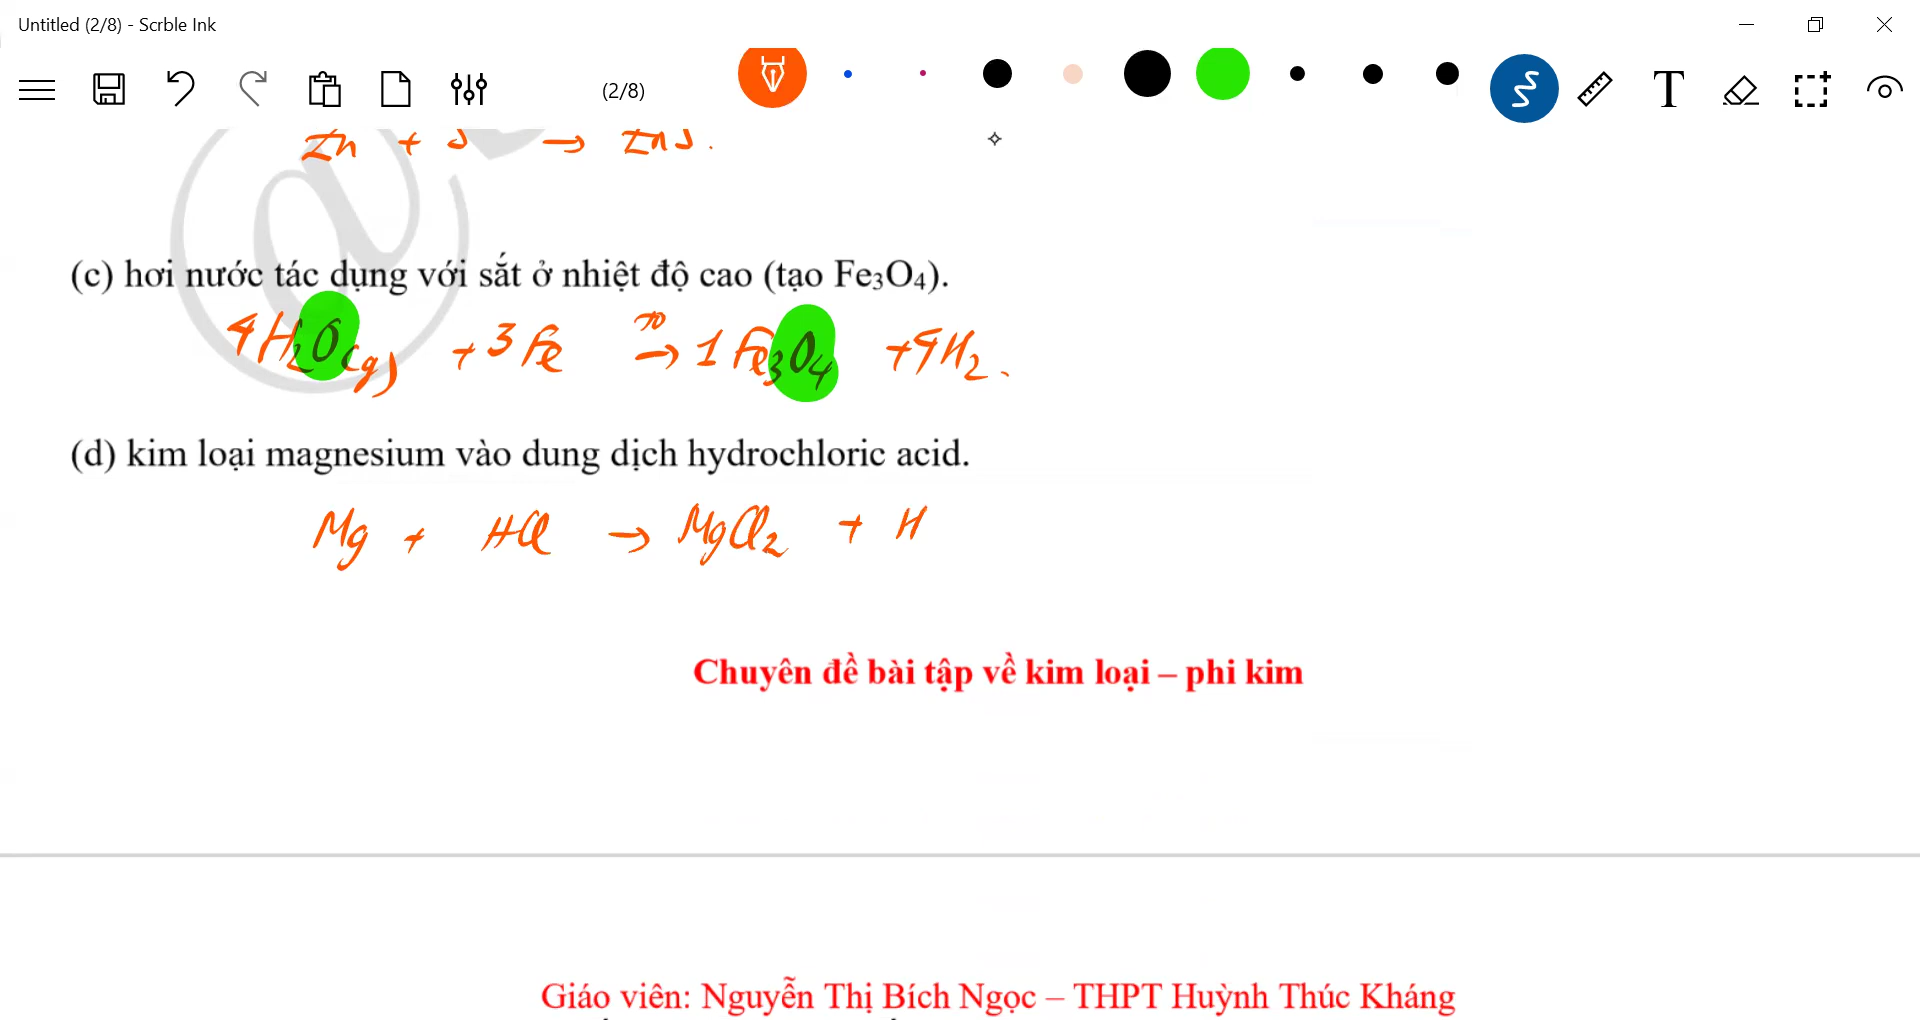 Untitled (2/8) - Scrble Ink
(2/8)
T
Zn + S → ZnS.
(c) hơi nước tác dụng với sắt ở nhiệt độ cao (tạo Fe₃O₄).
4H₂O(g) + 3Fe → 1Fe₃O₄ + 4H₂.
(d) kim loại magnesium vào dung dịch hydrochloric acid.
Mg + HCl → MgCl₂ + H
Chuyên đề bài tập về kim loại – phi kim
Giáo viên: Nguyễn Thị Bích Ngọc – THPT Huỳnh Thúc Kháng